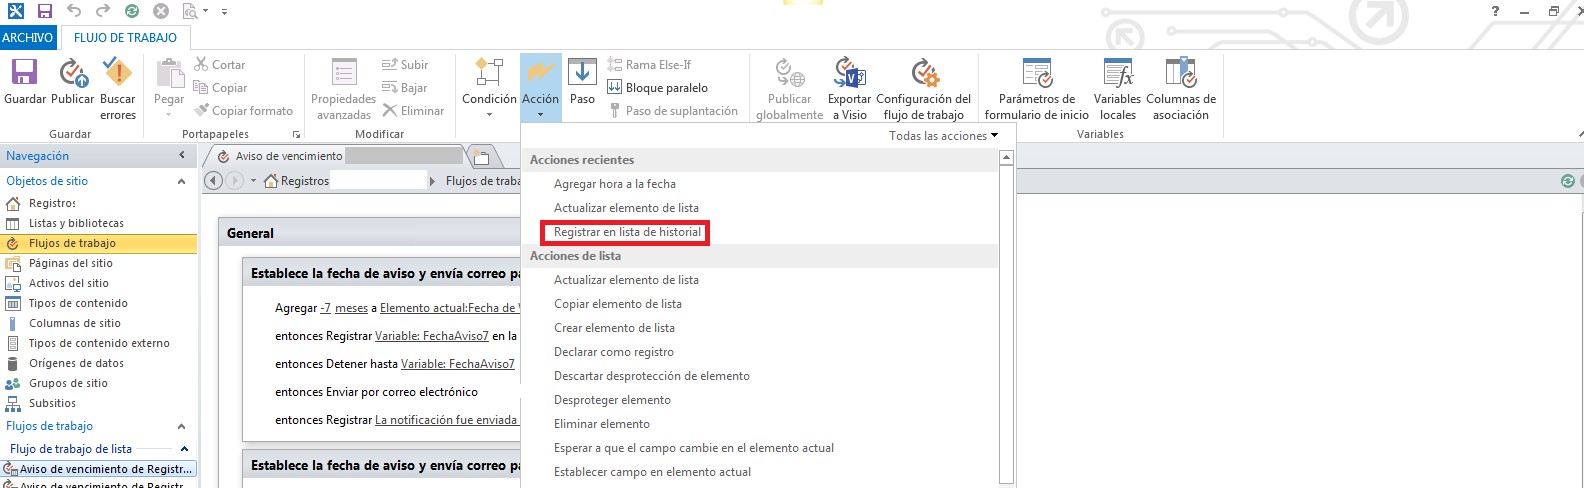 ?
ARCHIVO FLUJO DE TRABAJO
Guardar Publicar Buscar errores
Guardar
Pegar Cortar
Copiar
Copiar formato
Portapapeles
Propiedades avanzadas Subir
Bajar
Eliminar
Modificar
Condición Acción Paso Rama Else-If
Bloque paralelo
Paso de suplantación
Publicar globalmente Exportar a Visio Configuración del flujo de trabajo
Parámetros de formulario de inicio Variables locales Columnas de asociación
Variables
Todas las acciones
Acciones recientes
Agregar hora a la fecha
Actualizar elemento de lista
Registrar en lista de historial
Acciones de lista
Actualizar elemento de lista
Copiar elemento de lista
Crear elemento de lista
Declarar como registro
Descartar desprotección de elemento
Desproteger elemento
Eliminar elemento
Esperar a que el campo cambie en el elemento actual
Establecer campo en elemento actual
Navegación
Objetos de sitio
Registros
Listas y bibliotecas
Flujos de trabajo
Páginas del sitio
Activos del sitio
Tipos de contenido
Columnas de sitio
Tipos de contenido externo
Orígenes de datos
Grupos de sitio
Subsitios
Flujos de trabajo
Flujo de trabajo de lista
Aviso de vencimiento de Registr...
Aviso de vencimiento de Registr
Aviso de vencimiento
Registros Flujos de traba
General
Establece la fecha de aviso y envía correo pa
Agregar -7 meses a Elemento actual:Fecha de V
entonces Registrar Variable: FechaAviso7 en la
entonces Detener hasta Variable: FechaAviso7
entonces Enviar por correo electrónico
entonces Registrar La notificación fue enviada
Establece la fecha de aviso y envía correo pa